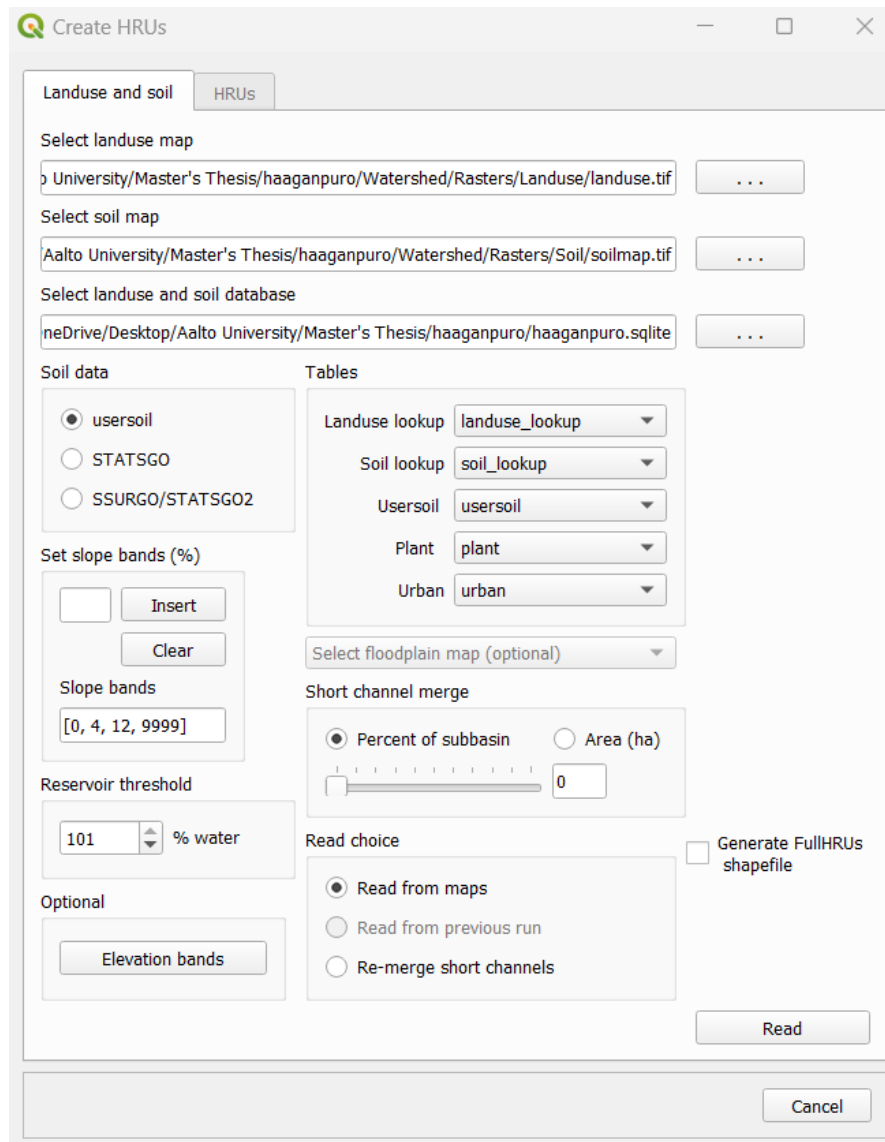 Create HRUs
Landuse and soil
HRUs
Select landuse map
o University/Master's Thesis/haaganpuro/Watershed/Rasters/Landuse/landuse.tif
...
Select soil map
/Aalto University/Master's Thesis/haaganpuro/Watershed/Rasters/Soil/soilmap.tif
...
Select landuse and soil database
neDrive/Desktop/Aalto University/Master's Thesis/haaganpuro/haaganpuro.sqlite
...
Soil data
usersoil
STATSGO
SSURGO/STATSGO2
Tables
Landuse lookup landuse_lookup
Soil lookup soil_lookup
Usersoil usersoil
Plant plant
Urban urban
Set slope bands (%)
Insert
Clear
Slope bands
[0, 4, 12, 9999]
Select floodplain map (optional)
Short channel merge
Percent of subbasin Area (ha)
0
Reservoir threshold
101 % water
Read choice
Read from maps
Read from previous run
Re-merge short channels
Generate FullHRUs
shapefile
Optional
Elevation bands
Read
Cancel